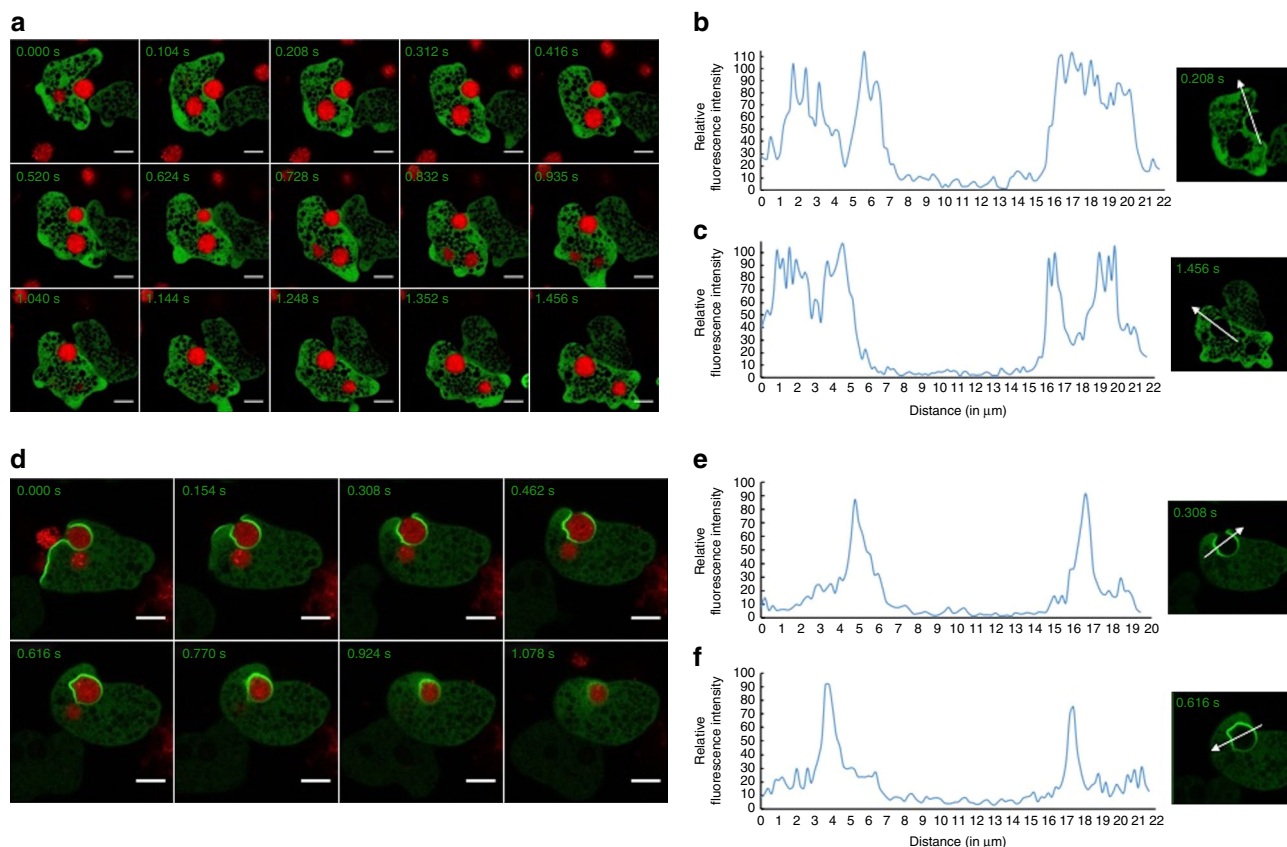 a
0.000 s 0.104 s 0.208 s 0.312 s 0.416 s
0.520 s 0.624 s 0.728 s 0.832 s 0.935 s
1.040 s 1.144 s 1.248 s 1.352 s 1.456 s
b
Relative
fluorescence intensity
110
100
90
80
70
60
50
40
30
20
10
0
0 1 2 3 4 5 6 7 8 9 10 11 12 13 14 15 16 17 18 19 20 21 22
0.208 s
c
Relative
fluorescence intensity
110
100
90
80
70
60
50
40
30
20
10
0
0 1 2 3 4 5 6 7 8 9 10 11 12 13 14 15 16 17 18 19 20 21 22
Distance (in μm)
1.456 s
d
0.000 s 0.154 s 0.308 s 0.462 s
0.616 s 0.770 s 0.924 s 1.078 s
e
Relative
fluorescence intensity
100
90
80
70
60
50
40
30
20
10
0
0 1 2 3 4 5 6 7 8 9 10 11 12 13 14 15 16 17 18 19 20
0.308 s
f
Relative
fluorescence intensity
100
90
80
70
60
50
40
30
20
10
0
0 1 2 3 4 5 6 7 8 9 10 11 12 13 14 15 16 17 18 19 20 21 22
Distance (in μm)
0.616 s